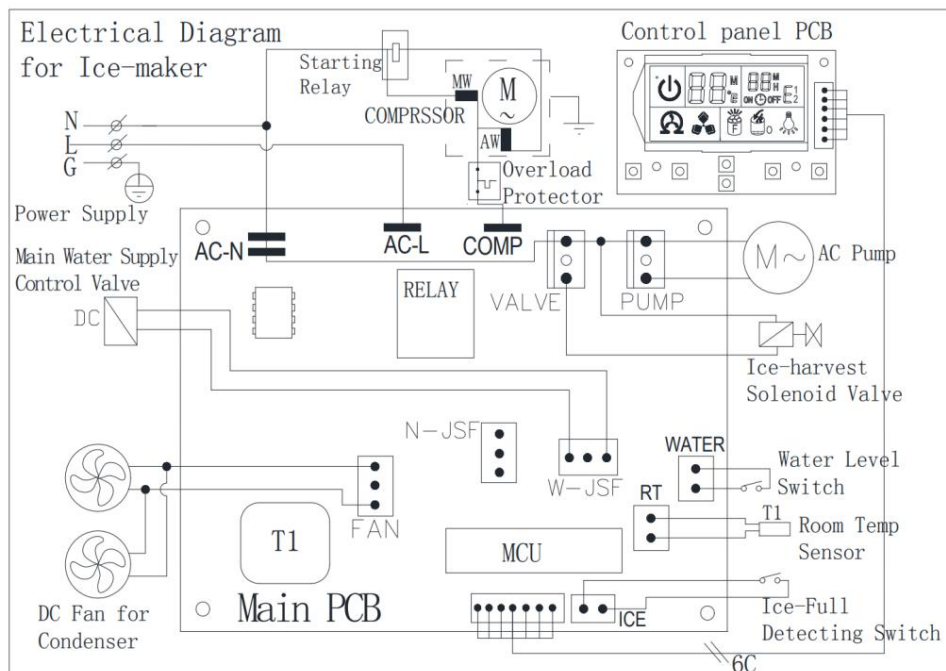 Electrical Diagram
for Ice-maker
Starting
Relay
MW
M
~
COMPRSSOR
AW
Control panel PCB
M
°E
M
H
ON OFF
E1
2
F
O
N
L
G
Power Supply
Overload
Protector
Main Water Supply
Control Valve
DC
AC-N
AC-L
COMP
RELAY
VALVE
PUMP
M~
AC Pump
Ice-harvest
Solenoid Valve
N-JSF
W-JSF
WATER
Water Level
Switch
RT
T1
Room Temp
Sensor
FAN
T1
MCU
DC Fan for
Condenser
Main PCB
ICE
Ice-Full
Detecting Switch
6C